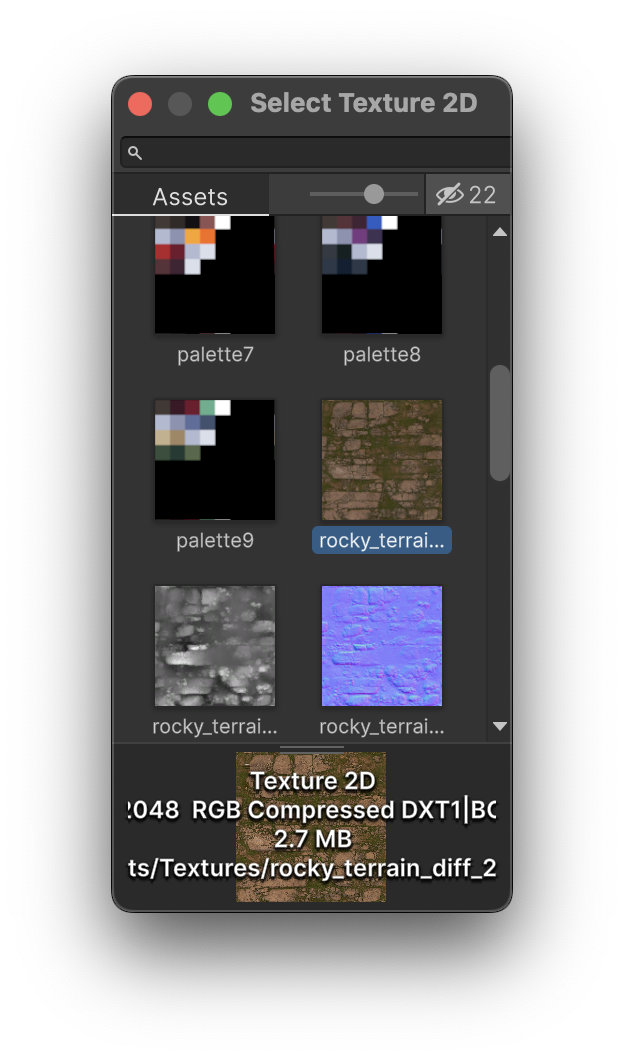 Select Texture 2D
Assets
22
palette7
palette8
palette9
rocky_terrai...
rocky_terrai...
rocky_terrai...
Texture 2D
2048 RGB Compressed DXT1|BC
2.7 MB
ts/Textures/rocky_terrain_diff_2